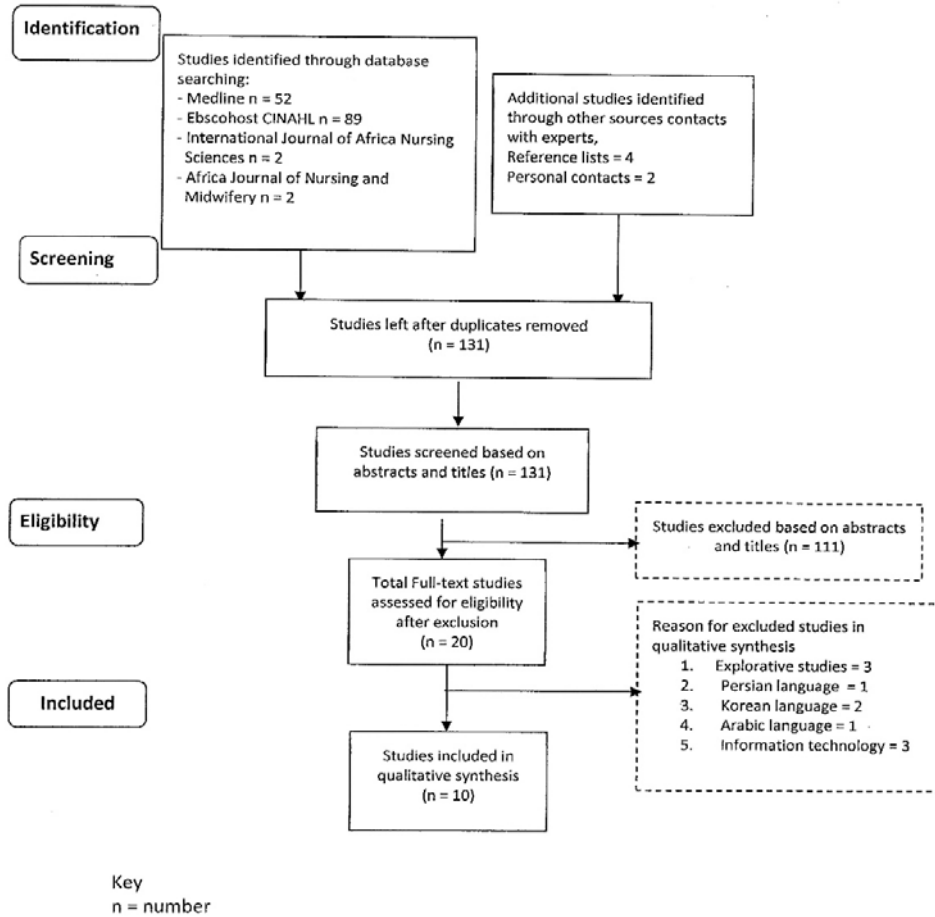 Identification
Studies identified through database
searching:
- Medline n = 52
- Ebscohost CINAHL n = 89
- International Journal of Africa Nursing
Sciences n = 2
- Africa Journal of Nursing and
Midwifery n = 2
Additional studies identified
through other sources contacts
with experts,
Reference lists = 4
Personal contacts = 2
Screening
Studies left after duplicates removed
(n = 131)
Studies screened based on
abstracts and titles (n = 131)
Eligibility
Studies excluded based on abstracts
and titles (n = 111)
Total Full-text studies
assessed for eligibility
after exclusion
(n = 20)
Reason for excluded studies in
qualitative synthesis
1. Explorative studies = 3
2. Persian language = 1
3. Korean language = 2
4. Arabic language = 1
5. Information technology = 3
Included
Studies included in
qualitative synthesis
(n = 10)
Key
n = number